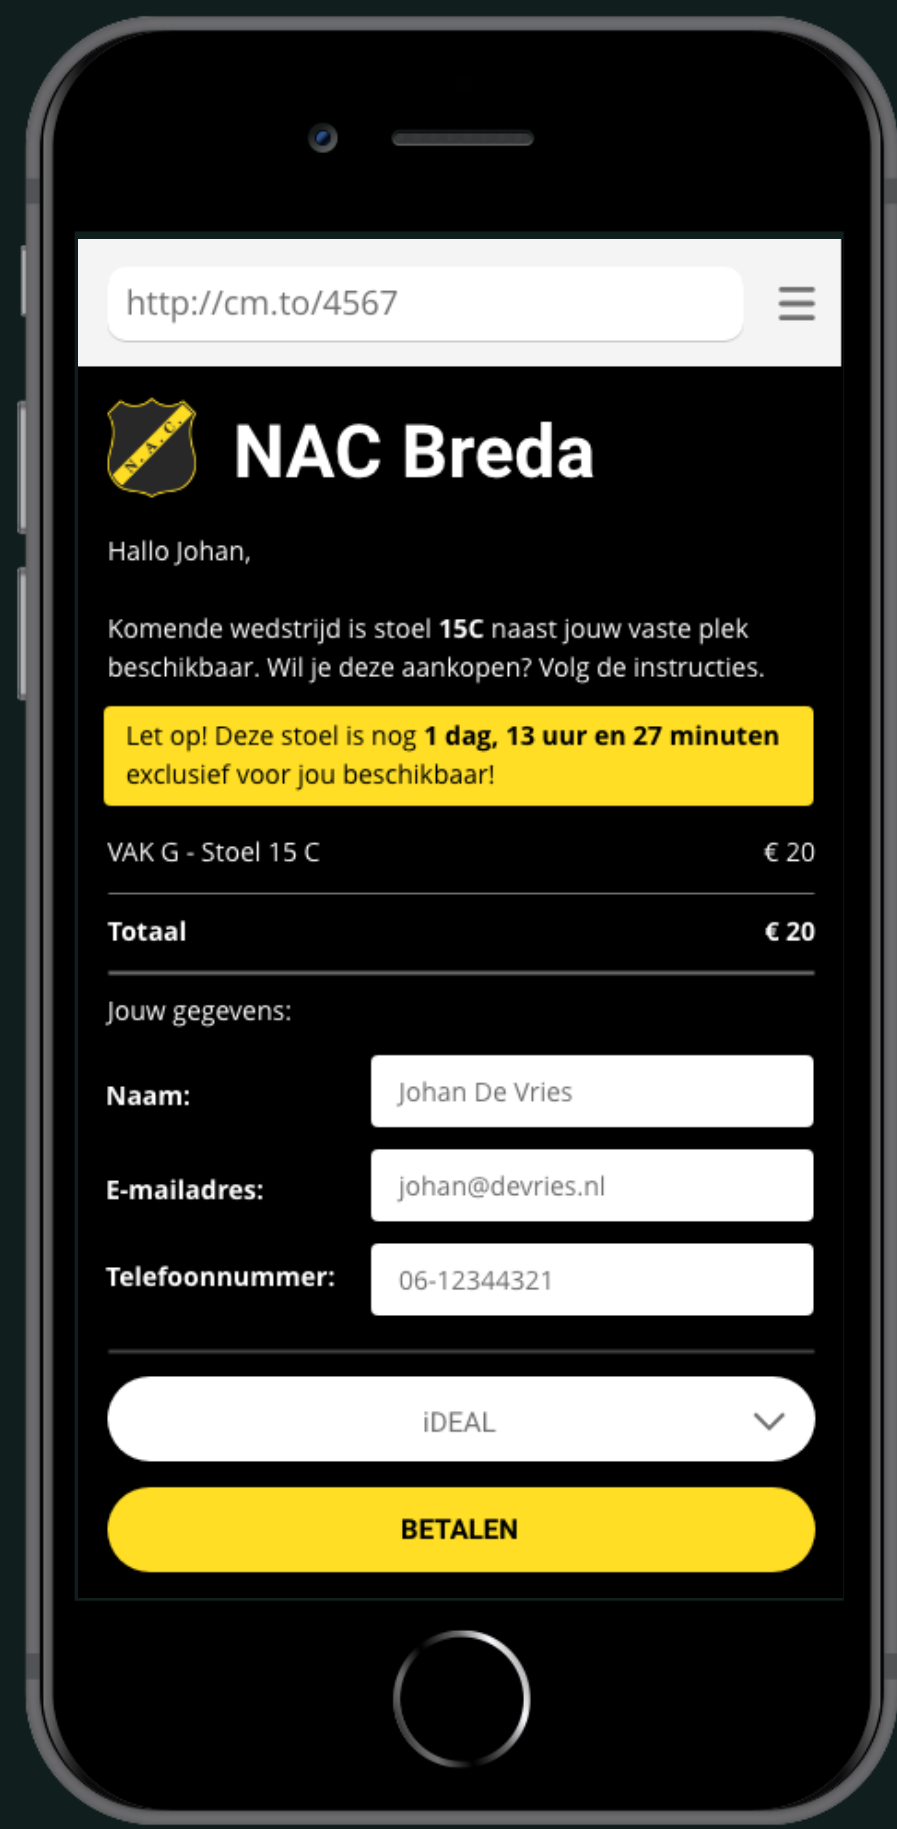 http://cm.to/4567
N.A.C.
NAC Breda
Hallo Johan,
Komende wedstrijd is stoel 15C naast jouw vaste plek
beschikbaar. Wil je deze aankopen? Volg de instructies.
Let op! Deze stoel is nog 1 dag, 13 uur en 27 minuten
exclusief voor jou beschikbaar!
VAK G - Stoel 15 C € 20
Totaal € 20
Jouw gegevens:
Naam: Johan De Vries
E-mailadres: johan@devries.nl
Telefoonnummer: 06-12344321
iDEAL
BETALEN